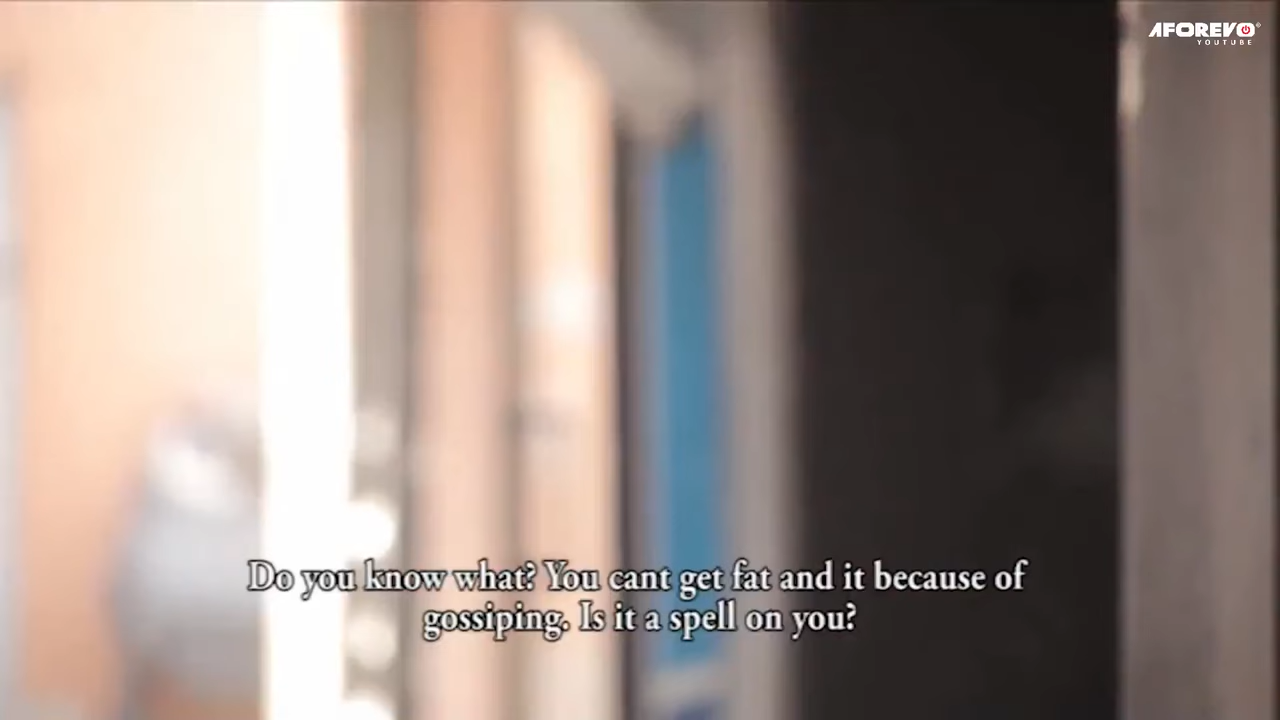 AFOREVO
YOUTUBE
Do you know what? You cant get fat and it because of
gossiping. Is it a spell on you?